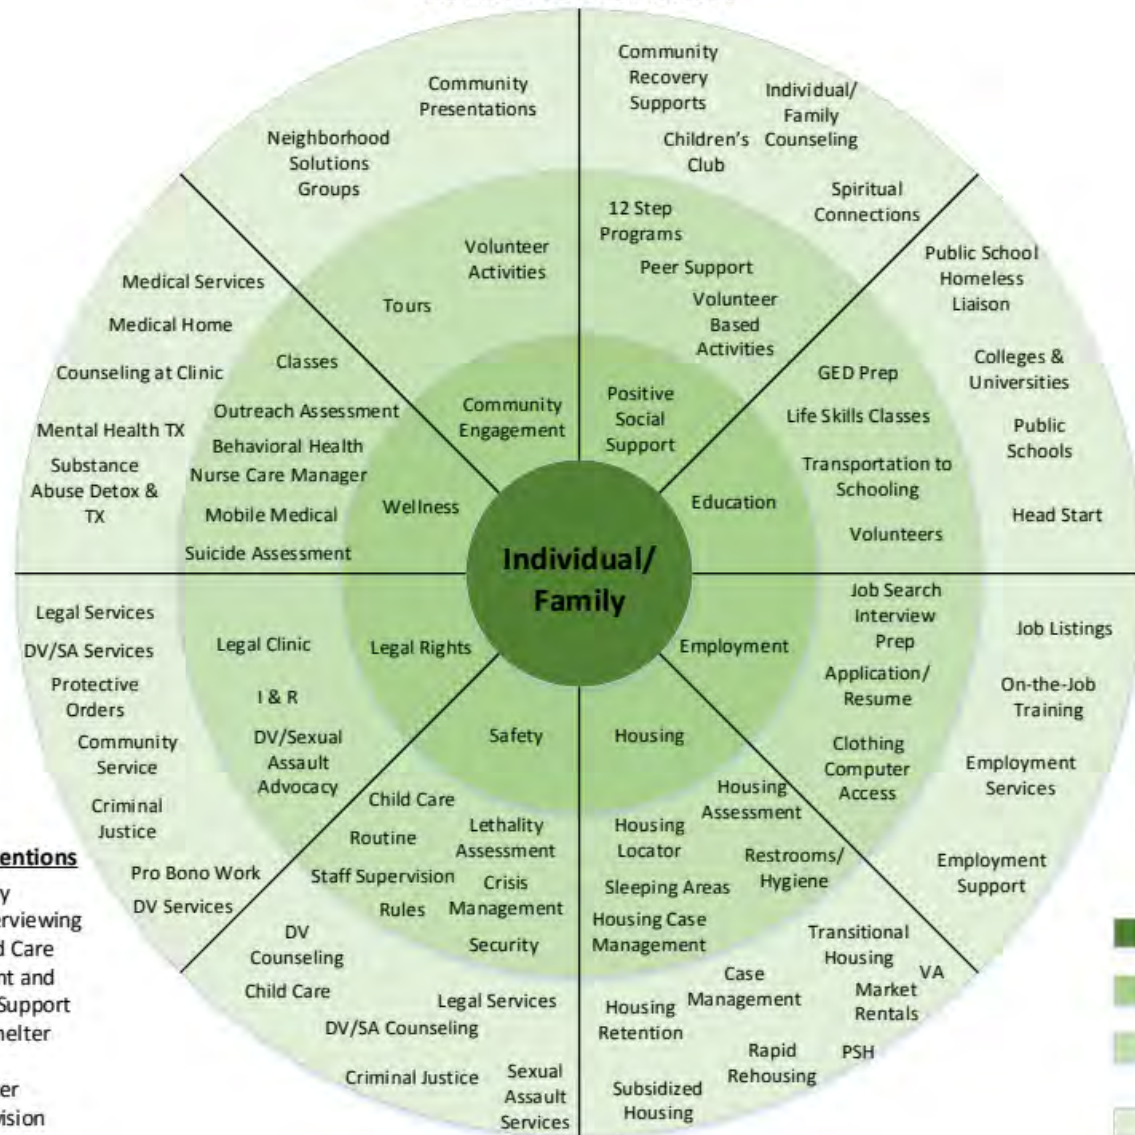 Community
Presentations
Neighborhood
Solutions
Groups
Volunteer
Activities
Tours
Community
Engagement
Community
Recovery
Supports
Individual/
Family
Counseling
Children's
Club
Spiritual
Connections
12 Step
Programs
Peer Support
Volunteer
Based
Activities
Positive
Social
Support
Public School
Homeless
Liaison
Colleges &
Universities
Public
Schools
Head Start
GED Prep
Life Skills Classes
Transportation to
Schooling
Volunteers
Education
Medical Services
Medical Home
Counseling at Clinic
Mental Health TX
Substance
Abuse Detox &
TX
Classes
Outreach Assessment
Behavioral Health
Nurse Care Manager
Mobile Medical
Suicide Assessment
Wellness
Individual/
Family
Legal Services
DV/SA Services
Protective
Orders
Community
Service
Criminal
Justice
Pro Bono Work
DV Services
Legal Clinic
I & R
DV/Sexual
Assault
Advocacy
Legal Rights
Employment
Job Search
Interview
Prep
Application/
Resume
Clothing
Computer
Access
Job Listings
On-the-Job
Training
Employment
Services
Employment
Support
Safety
Child Care
Routine
Lethality
Assessment
Staff Supervision
Crisis
Management
Rules
Security
DV
Counseling
Child Care
Legal Services
DV/SA Counseling
Criminal Justice
Sexual
Assault
Services
Housing
Housing
Assessment
Housing
Locator
Restrooms/
Hygiene
Sleeping Areas
Housing Case
Management
Transitional
Housing
VA
Case
Management
Market
Rentals
Housing
Retention
Rapid
Rehousing
PSH
Subsidized
Housing
entions
y
erviewing
d Care
nt and
Support
helter
er
ision